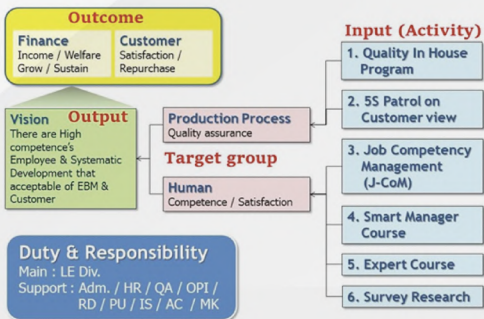 Outcome
Finance
Income / Welfare
Grow / Sustain
Customer
Satisfaction /
Repurchase
Vision
Output
There are High
competence's
Employee & Systematic
Development that
acceptable of EBM &
Customer
Production Process
Quality assurance
Target group
Human
Competence / Satisfaction
Input (Activity)
1. Quality In House
Program
2. 5S Patrol on
Customer view
3. Job Competency
Management
(J-CoM)
4. Smart Manager
Course
5. Expert Course
6. Survey Research
Duty & Responsibility
Main : LE Div.
Support : Adm. / HR / QA / OPI /
RD / PU / IS / AC / MK